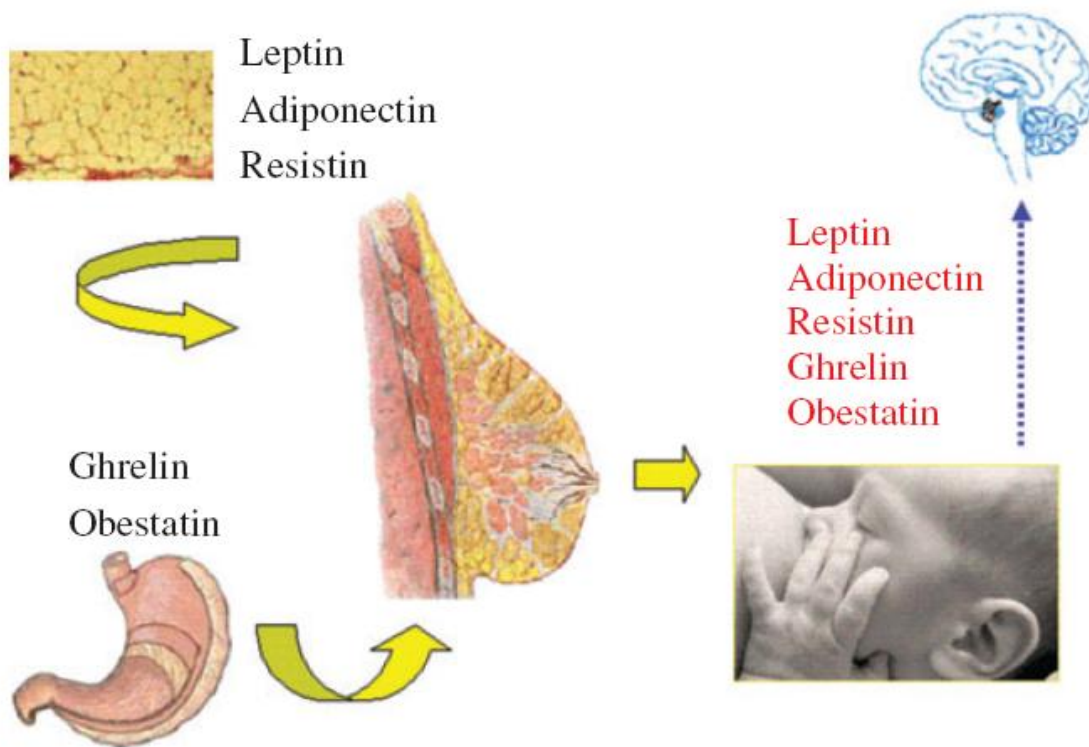 Leptin
Adiponectin
Resistin
Ghrelin
Obestatin
Leptin
Adiponectin
Resistin
Ghrelin
Obestatin